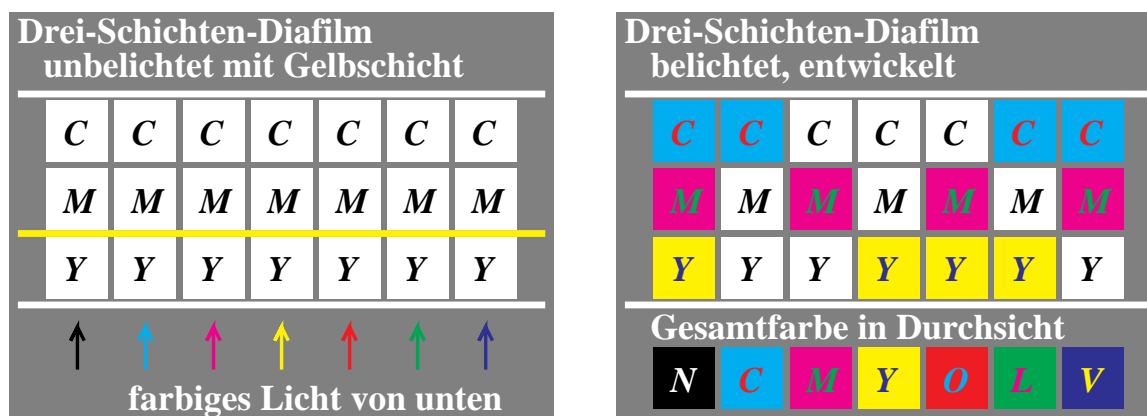 Drei-Schichten-Diafilm
unbelichtet mit Gelbschicht
C C C C C C C
M M M M M M M
Y Y Y Y Y Y Y
farbiges Licht von unten
Drei-Schichten-Diafilm
belichtet, entwickelt
C C C C C C C
M M M M M M M
Y Y Y Y Y Y Y
Gesamtfarbe in Durchsicht
N C M Y O L V